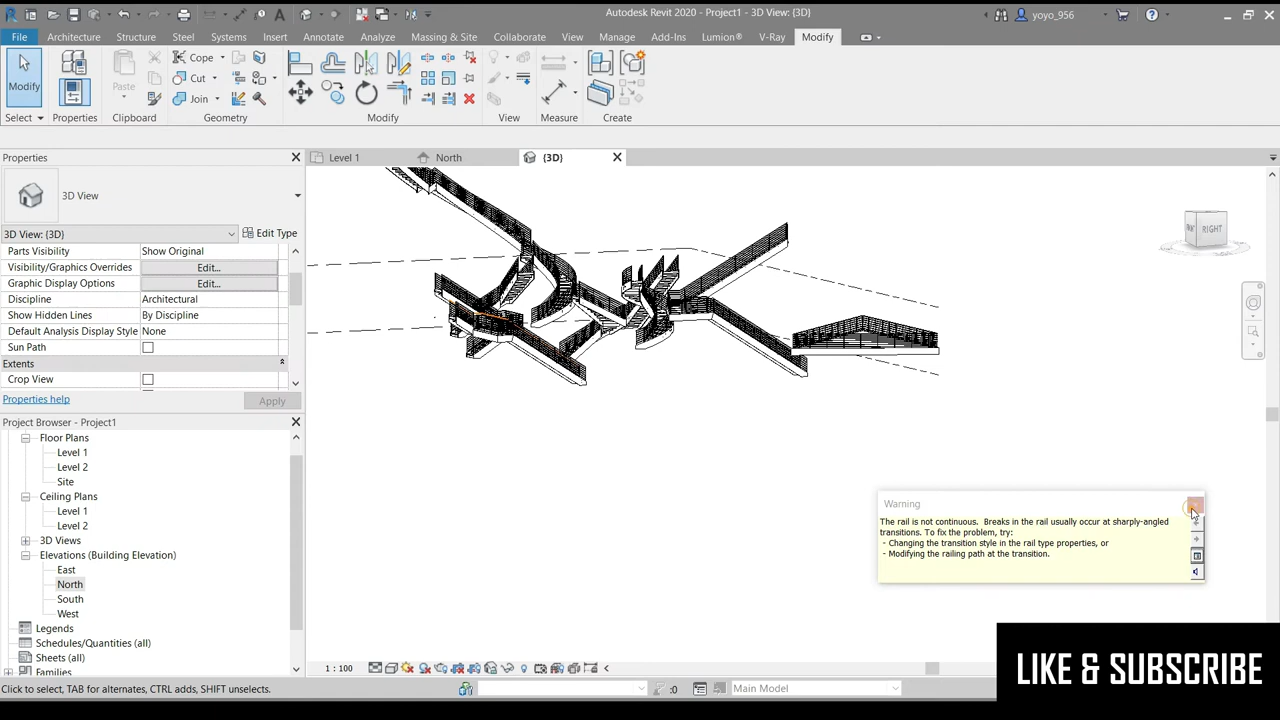 Autodesk Revit 2020 - Project1 - 3D View: {3D}
yoyo_956
File Architecture Structure Steel Systems Insert Annotate Analyze Massing & Site Collaborate View Manage Add-Ins Lumion® V-Ray Modify
Modify Paste Cope Cut Join
Select Properties Clipboard Geometry Modify View Measure Create
Properties
Level 1 North {3D}
3D View
3D View: {3D} Edit Type
Parts Visibility Show Original
Visibility/Graphics Overrides Edit...
Graphic Display Options Edit...
Discipline Architectural
Show Hidden Lines By Discipline
Default Analysis Display Style None
Sun Path
Extents
Crop View
Properties help Apply
Project Browser - Project1
Floor Plans
Level 1
Level 2
Site
Ceiling Plans
Level 1
Level 2
3D Views
Elevations (Building Elevation)
East
North
South
West
Legends
Schedules/Quantities (all)
Sheets (all)
Families
RIGHT
Warning
The rail is not continuous. Breaks in the rail usually occur at sharply-angled
transitions. To fix the problem, try:
- Changing the transition style in the rail type properties, or
- Modifying the railing path at the transition.
1 : 100
Click to select, TAB for alternates, CTRL adds, SHIFT unselects.
:0
Main Model
LIKE & SUBSCRIBE